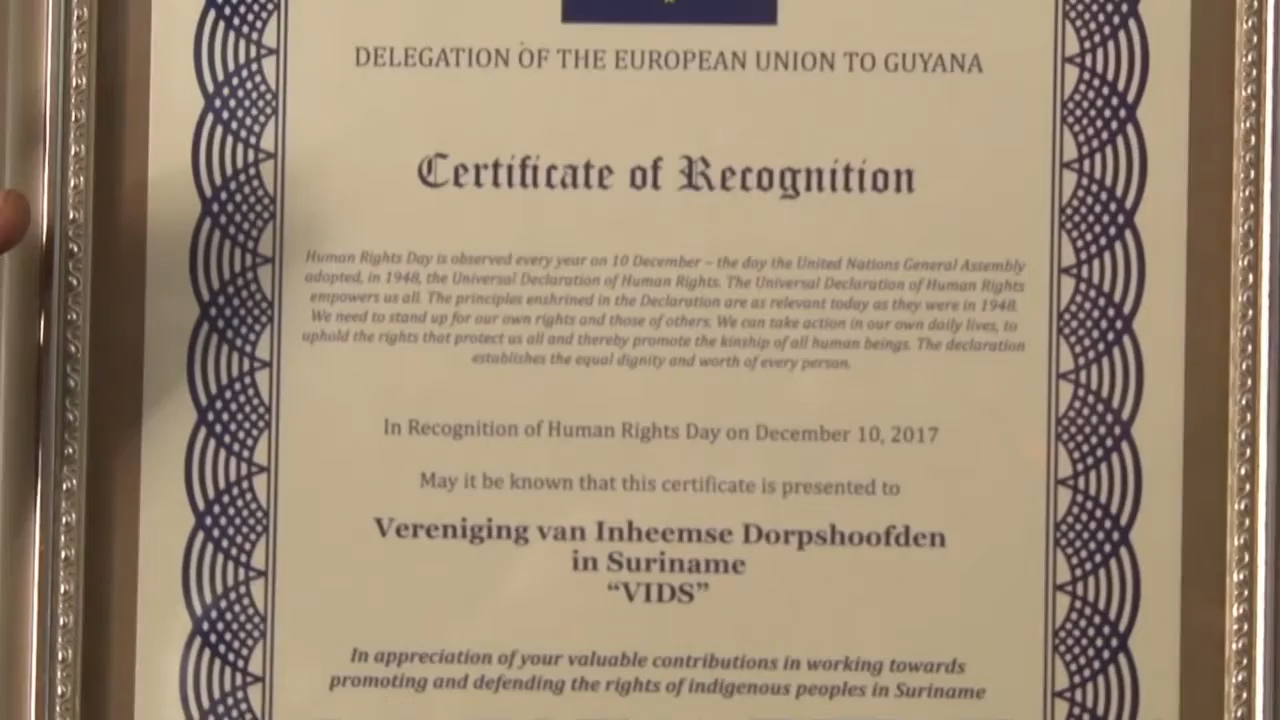 DELEGATION OF THE EUROPEAN UNION TO GUYANA
Certificate of Recognition
Human Rights Day is observed every year on 10 December – the day the United Nations General Assembly
adopted, in 1948, the Universal Declaration of Human Rights. The Universal Declaration of Human Rights
empowers us all. The principles enshrined in the Declaration are as relevant today as they were in 1948.
We need to stand up for our own rights and those of others. We can take action in our own daily lives, to
uphold the rights that protect us all and thereby promote the kinship of all human beings. The declaration
establishes the equal dignity and worth of every person.
In Recognition of Human Rights Day on December 10, 2017
May it be known that this certificate is presented to
Vereniging van Inheemse Dorpshoofden
in Suriname
“VIDS”
In appreciation of your valuable contributions in working towards
promoting and defending the rights of indigenous peoples in Suriname